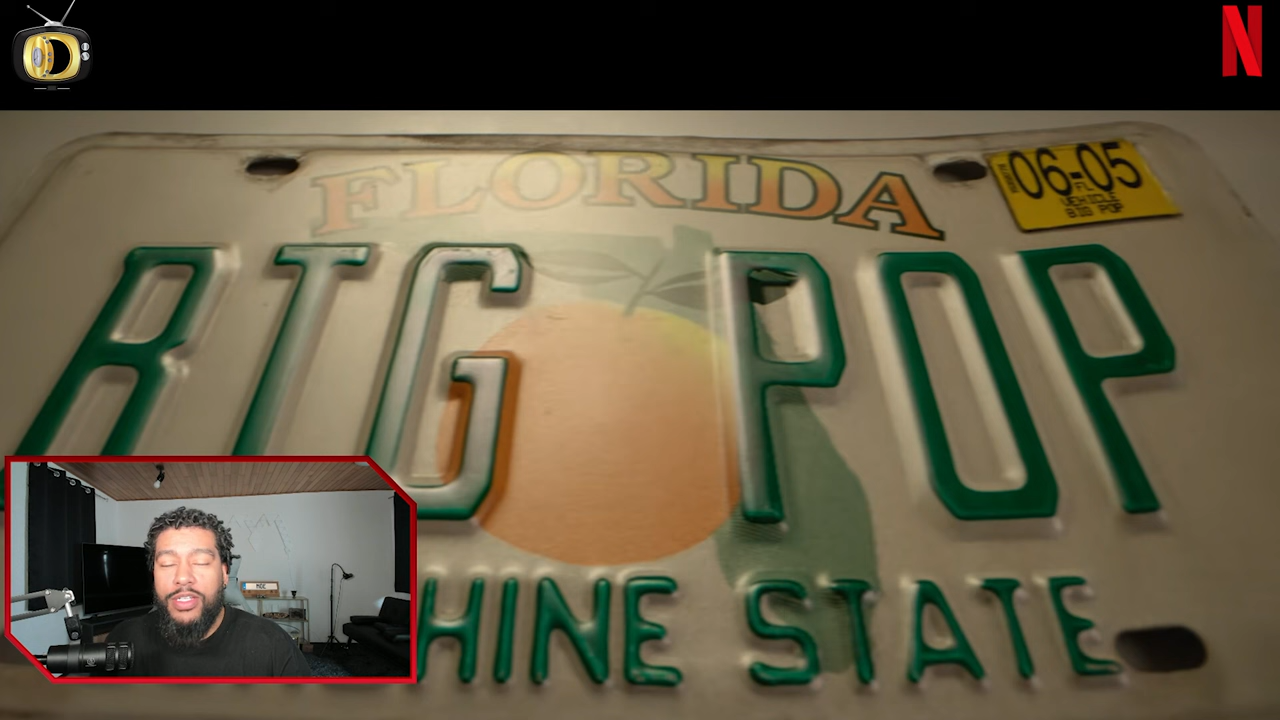 FLORIDA
06-05
FL
VEHICLE
BIG POP
BIG POP
HINE STATE
N